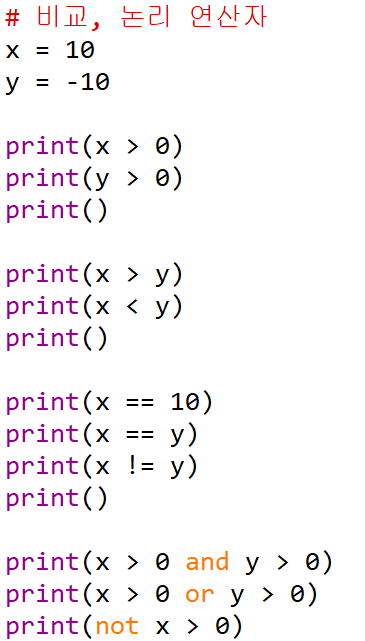 # 비교, 논리 연산자
x = 10
y = -10
print(x > 0)
print(y > 0)
print()
print(x > y)
print(x < y)
print()
print(x == 10)
print(x == y)
print(x != y)
print()
print(x > 0 and y > 0)
print(x > 0 or y > 0)
print(not x > 0)